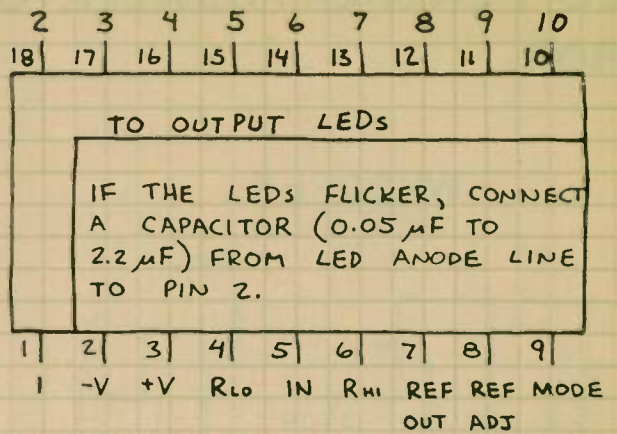 2 3 4 5 6 7 8 9 10
18 17 16 15 14 13 12 11 10
TO OUTPUT LEDs
IF THE LEDs FLICKER, CONNECT
A CAPACITOR (0.05 µF TO
2.2 µF) FROM LED ANODE LINE
TO PIN 2.
1 2 3 4 5 6 7 8 9
1 -V +V RLO IN RHI REF REF MODE
OUT ADJ